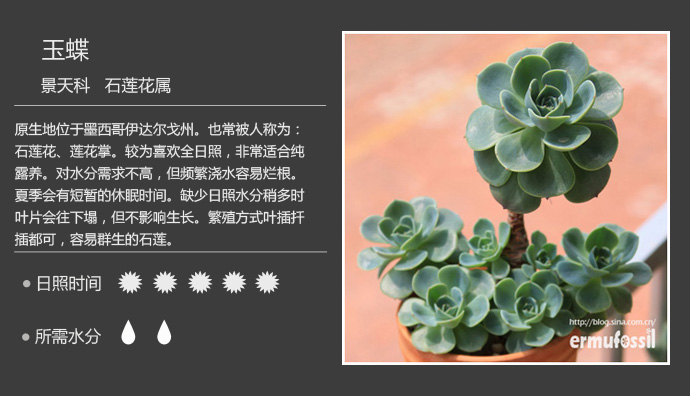 玉蝶
景天科 石莲花属
原生地位于墨西哥伊达尔戈州。也常被人称为：
石莲花、莲花掌。较为喜欢全日照，非常适合纯
露养。对水分需求不高，但频繁浇水容易烂根。
夏季会有短暂的休眠时间。缺少日照水分稍多时
叶片会往下塌，但不影响生长。繁殖方式叶插扦
插都可，容易群生的石莲。
日照时间
所需水分
http://blog.sina.com.cn/
ermufossil